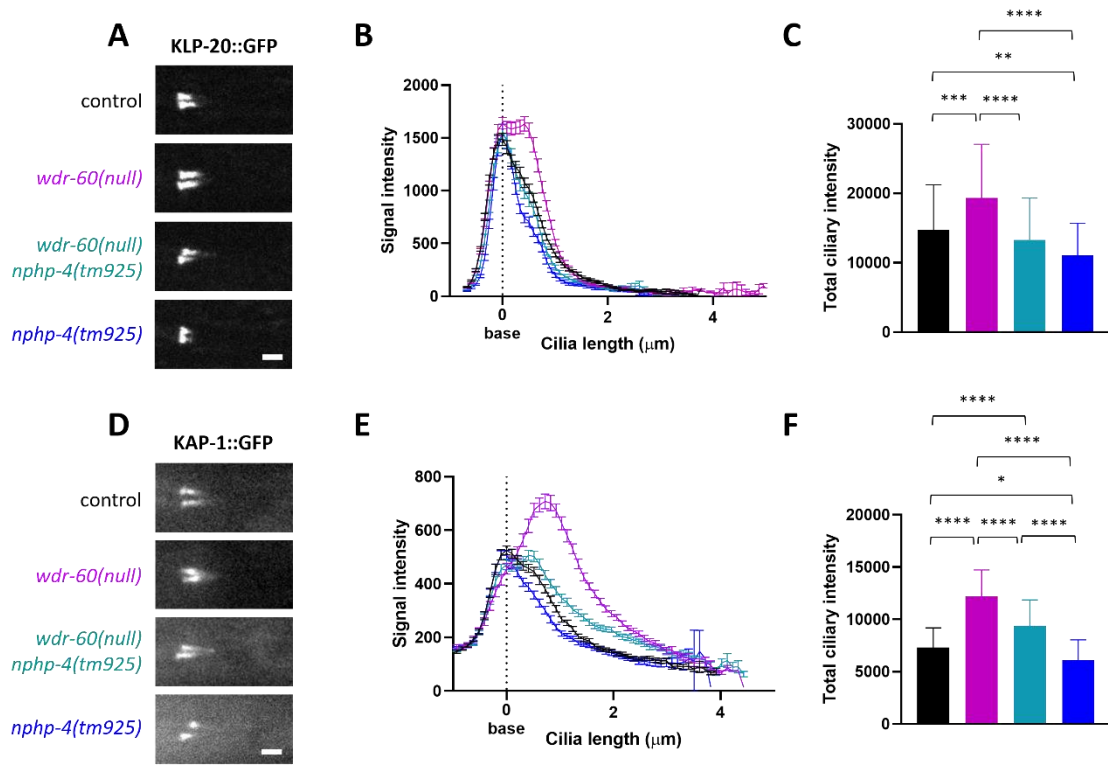 A
KLP-20::GFP
control
wdr-60(null)
wdr-60(null)
nphp-4(tm925)
nphp-4(tm925)
B
Signal intensity
2000
1500
1000
500
0
0
2
4
base
Cilia length (μm)
C
****
**
***
****
Total ciliary intensity
30000
20000
10000
0
D
KAP-1::GFP
control
wdr-60(null)
wdr-60(null)
nphp-4(tm925)
nphp-4(tm925)
E
Signal intensity
800
600
400
200
0
0
2
4
base
Cilia length (μm)
F
****
****
*
****
****
****
Total ciliary intensity
20000
15000
10000
5000
0